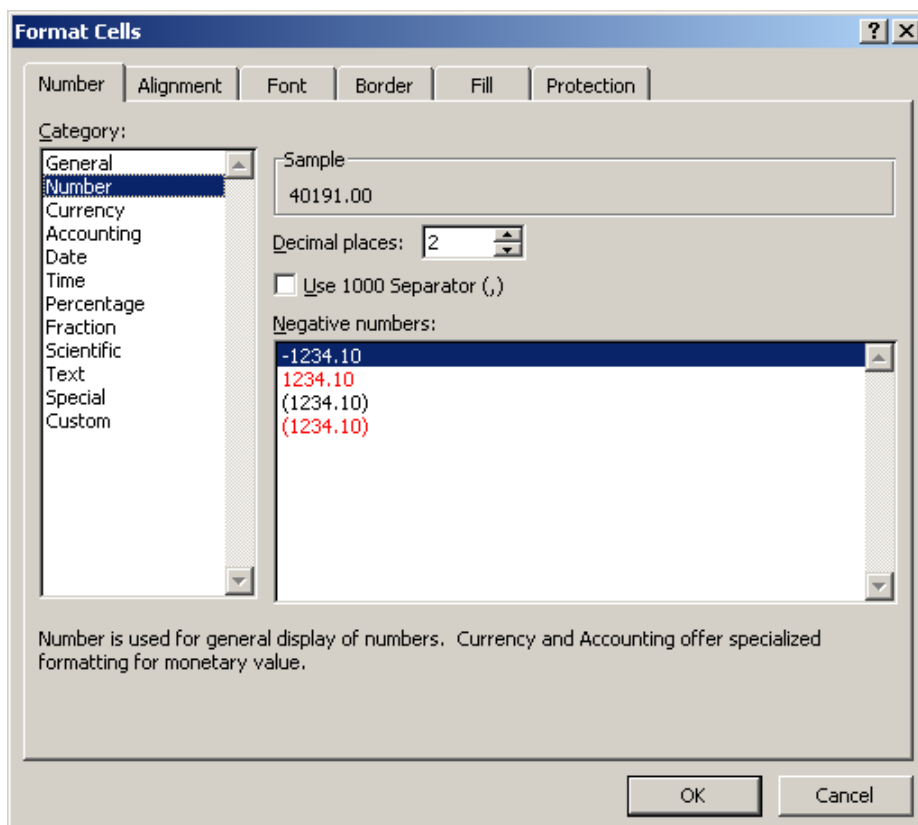 Format Cells
Number Alignment Font Border Fill Protection
Category:
General
Number
Currency
Accounting
Date
Time
Percentage
Fraction
Scientific
Text
Special
Custom
Sample
40191.00
Decimal places: 2
Use 1000 Separator (,)
Negative numbers:
-1234.10
1234.10
(1234.10)
(1234.10)
Number is used for general display of numbers.  Currency and Accounting offer specialized
formatting for monetary value.
OK Cancel